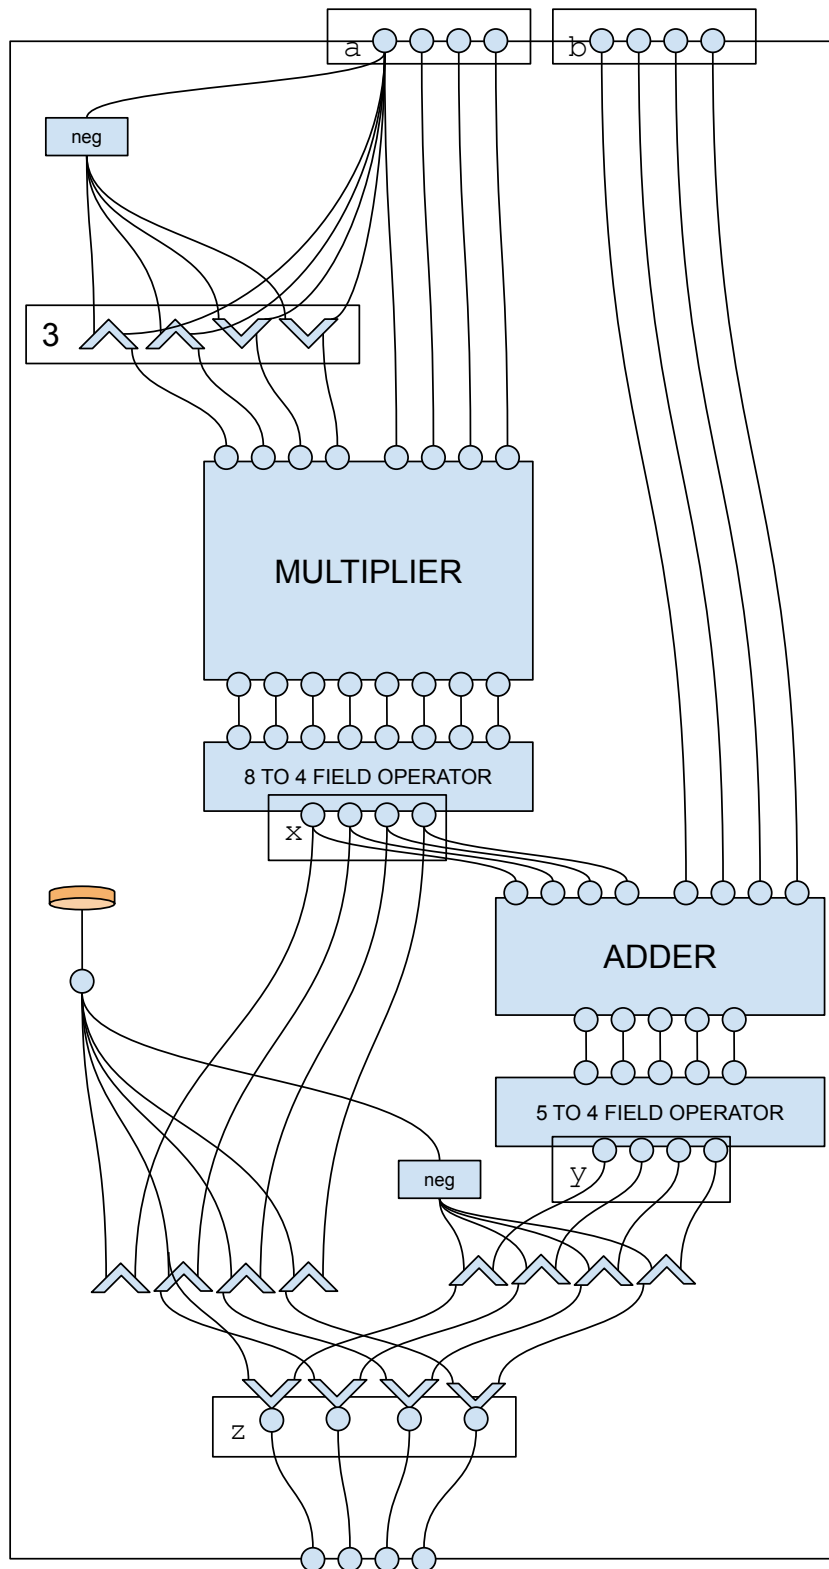 a
b
neg
3
MULTIPLIER
8 TO 4 FIELD OPERATOR
x
ADDER
5 TO 4 FIELD OPERATOR
y
neg
z